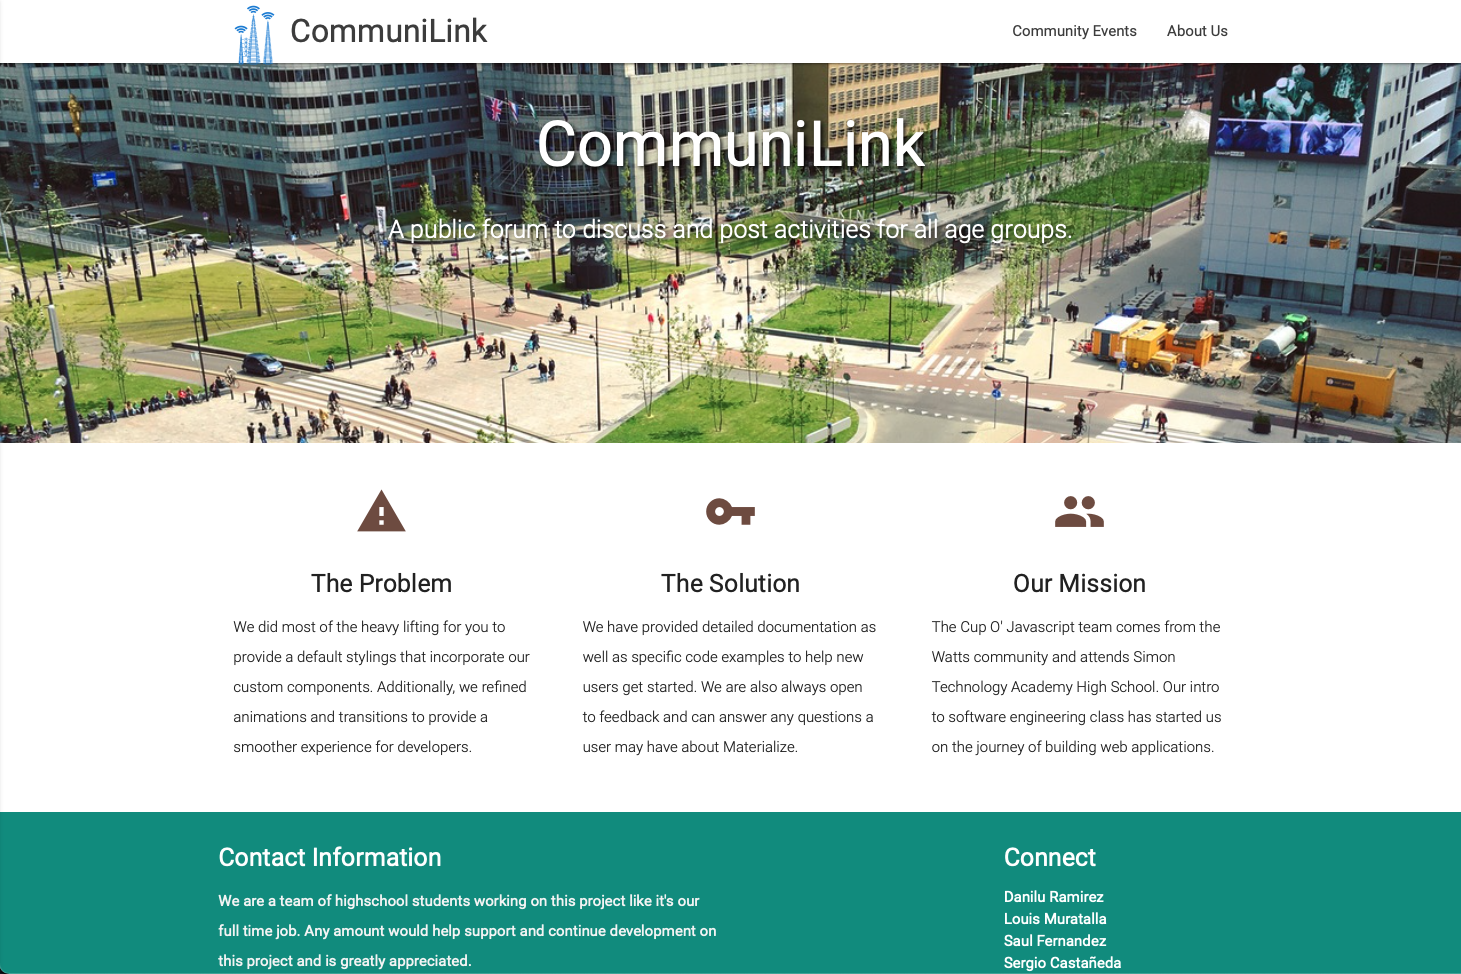 CommuniLink
Community Events
About Us
CommuniLink
KING
A public forum to discuss and post activities for all age groups.
The Problem
We did most of the heavy lifting for you to
provide a default stylings that incorporate our
custom components. Additionally, we refined
animations and transitions to provide a
smoother experience for developers.
The Solution
We have provided detailed documentation as
well as specific code examples to help new
users get started. We are also always open
to feedback and can answer any questions a
user may have about Materialize.
Our Mission
The Cup O' Javascript team comes from the
Watts community and attends Simon
Technology Academy High School. Our intro
to software engineering class has started us
on the journey of building web applications.
Contact Information
We are a team of highschool students working on this project like it's our
full time job. Any amount would help support and continue development on
this project and is greatly appreciated.
Connect
Danilu Ramirez
Louis Muratalla
Saul Fernandez
Sergio Castañeda